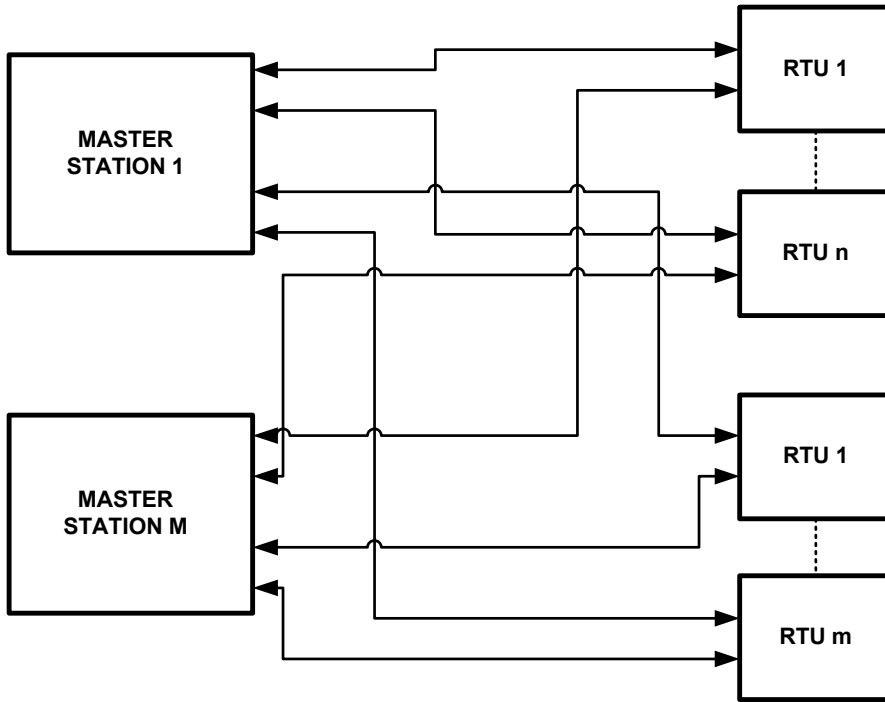 MASTER
STATION 1
MASTER
STATION M
RTU 1
RTU n
RTU 1
RTU m